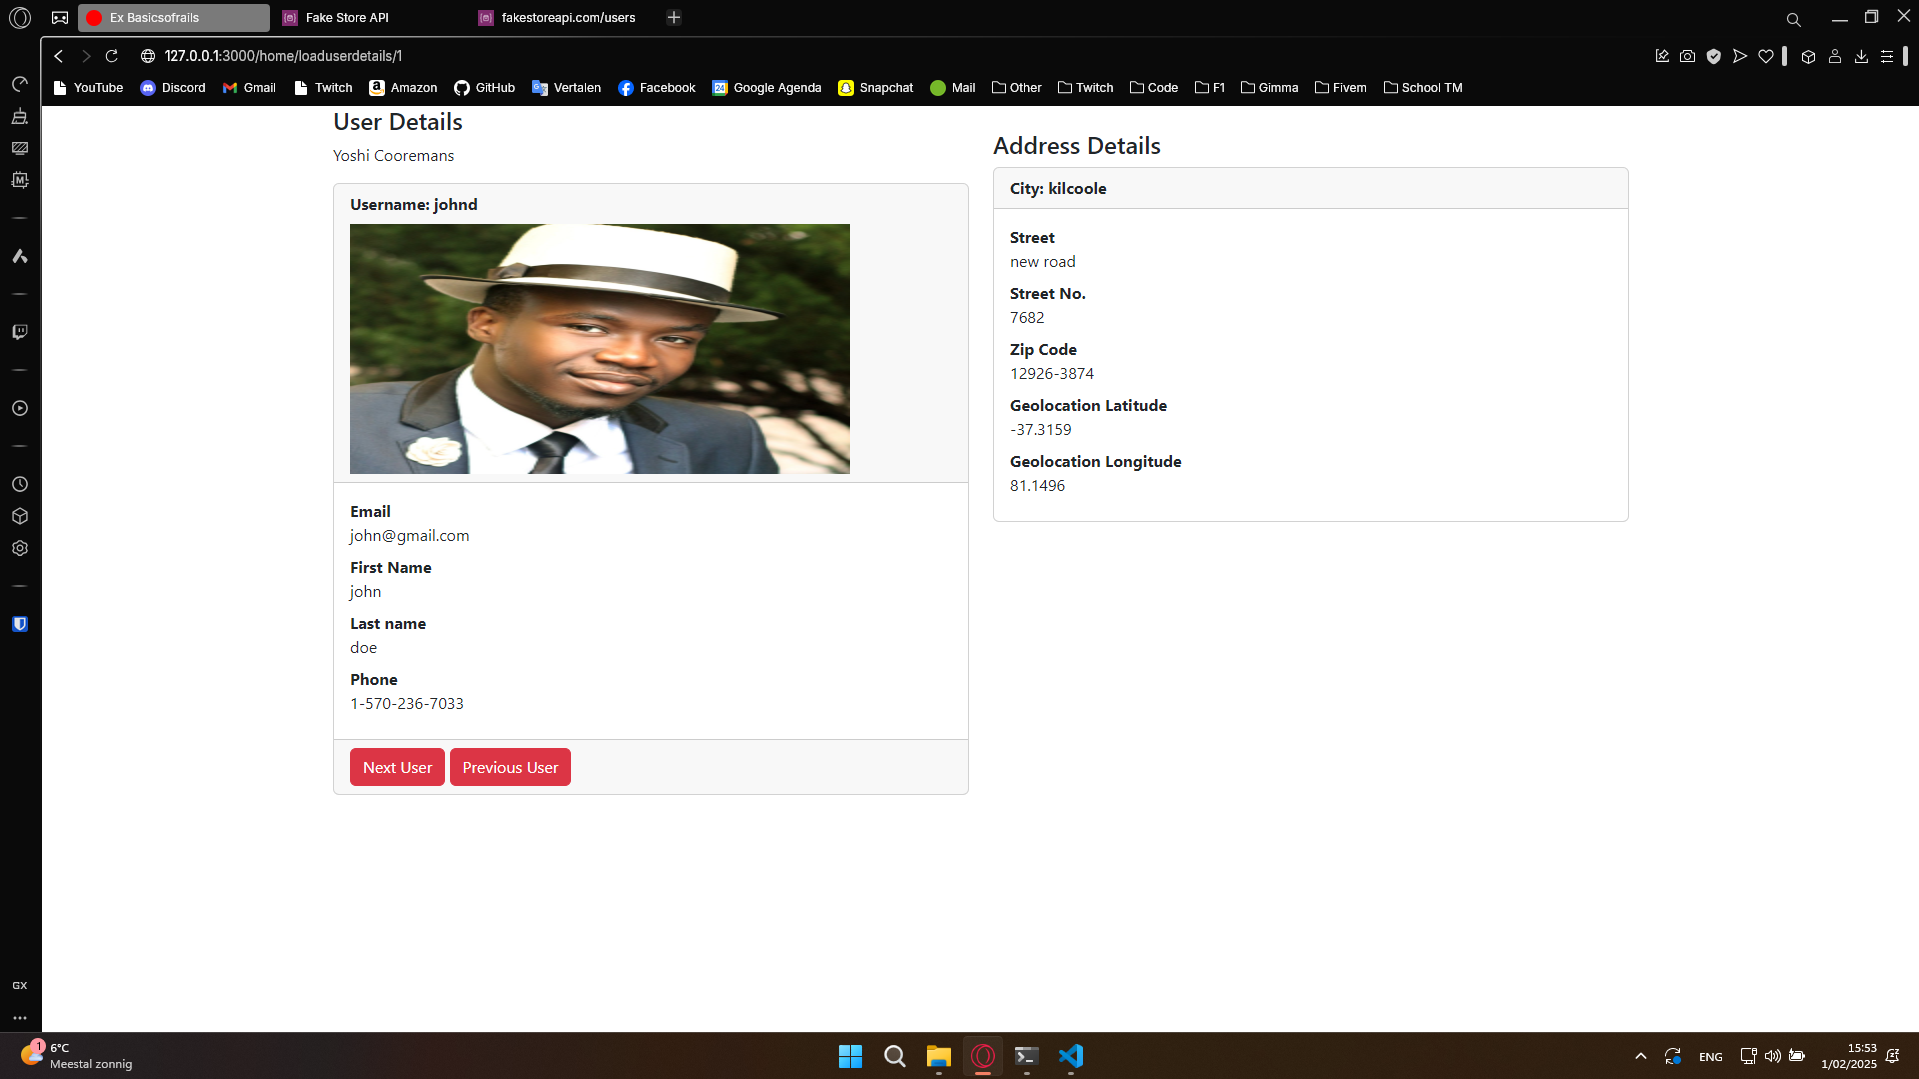 Ex Basicsofrails
Fake Store API
fakestoreapi.com/users
127.0.0.1:3000/home/loaduserdetails/1
YouTube
Discord
Gmail
Twitch
Amazon
GitHub
Vertalen
Facebook
24
Google Agenda
Snapchat
Mail
Other
Twitch
Code
F1
Gimma
Fivem
School TM
M
User Details
Yoshi Cooremans
Username: johnd
Email
john@gmail.com
First Name
john
Last name
doe
Phone
1-570-236-7033
Next User
Previous User
Address Details
City: kilcoole
Street
new road
Street No.
7682
Zip Code
12926-3874
Geolocation Latitude
-37.3159
Geolocation Longitude
81.1496
GX
1
6°C
Meestal zonnig
ENG
15:53
1/02/2025